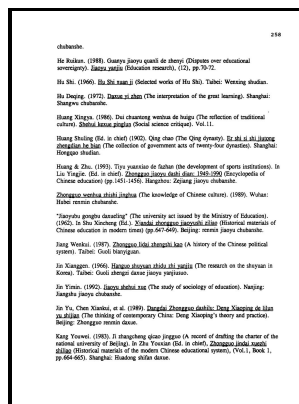 258
chubanshe.
He Ruikun. (1988). Guanyu jiaoyu quanli de zhenyi (Disputes over educational
sovereignty). Jiaoyu yanjiu (Education research), (12), pp.70-72.
Hu Shi. (1966). Hu Shi xuan ji (Selected works of Hu Shi). Taibei: Wenxing shudian.
Hu Deqing. (1972). Daxue yi shen (The interpretation of the great learning). Shanghai:
Shangwu chubanshe.
Huang Xingya. (1986). Dui chuantong wenhua de huigu (The reflection of traditional
culture). Shehui kexue pinglun (Social science critique). Vol.11.
Huang Shuling (Ed. in chief) (1902). Qing chao (The Qing dynasty). Er shi si shi jiutong
zhengdian lie bian (The collection of government acts of twenty-four dynasties). Shanghai:
Hongqao shudian.
Huang & Zhu. (1993). Tiyu yuanxiao de fazhan (the development of sports institutions). In
Liu Yingjie. (Ed. in chief). Zhongguo jiaoyu dashi dian: 1949-1990 (Encyclopedia of
Chinese education) (pp.1451-1456). Hangzhou: Zejiang jiaoyu chubanshe.
Zhongguo wenhua shizhi jinghua (The knowledge of Chinese culture). (1989). Wuhan:
Habei renmin chubanshe.
"Jiaoyubu gongbu daxueling" (The university act issued by the Ministry of Education).
(1962). In Shu Xincheng (Ed.). Xiandai zhongguo jiaoyushi ziliao (Historical materials of
Chinese education in modern times) (pp.647-649). Beijing: renmin jiaoyu chubanshe.
Jiang Wenkui. (1971). Zhongguo lidai zhengzhi kao (A history of the Chinese political
system). Taibei: Guoli bianyiguan.
Jin Xianggen. (1966). Hanguo shuyuan zhidu zhi yanjiu (The research on the shuyuan in
Korea). Taibei: Guoli zhengzi daxue jiaoyu yanjiusuo.
Jin Yimin. (1992). Jiaoyu shehui xue (The study of sociology of education). Nanjing:
Jiangshu jiaoyu chubanshe.
Jin Yu, Chen Xiankui, et al. (1989). Dangdai Zhongguo dashilu: Deng Xiaoping de lilun
yu shijian (The thinking of contemporary China: Deng Xiaoping's theory and practice).
Beijing: Zhongguo renmin daxue.
Kang Youwei. (1983). Ji zhangcheng qicao jingguo (A record of drafting the charter of the
national university of Beijing). In Zhu Youxian (Ed. in chief), Zhongguo jindai xuezhi
shiliao (Historical materials of the modern Chinese educational system), (Vol.1, Book 1,
pp.664-665). Shanghai: Huadong shifan daxue.